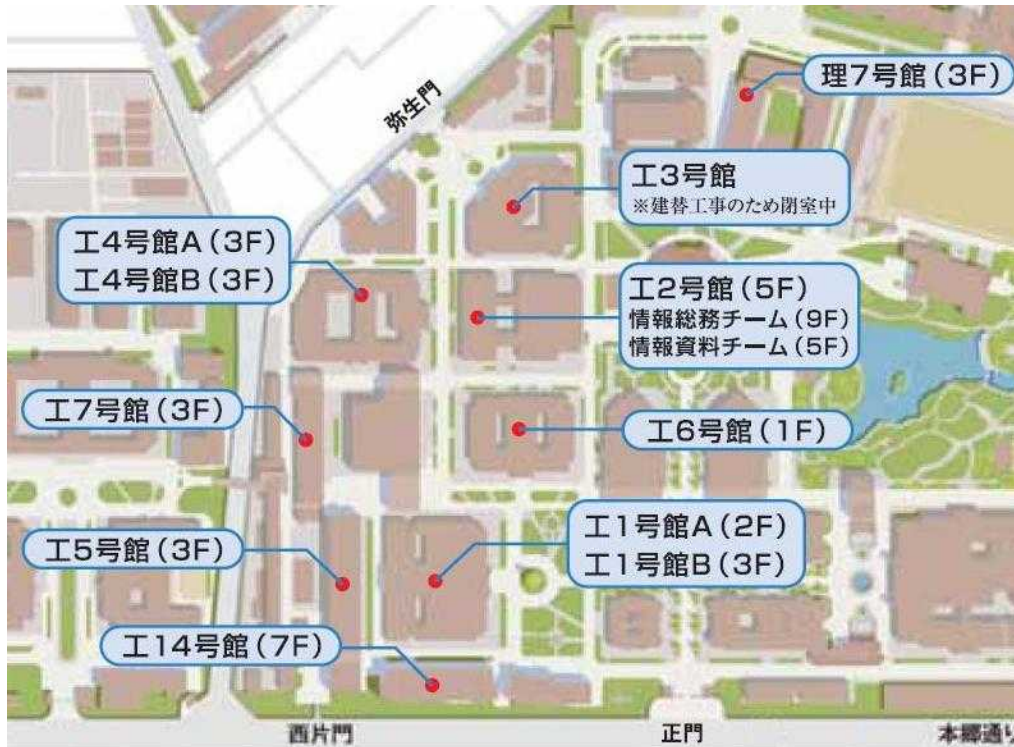 理7号館(3F)
弥生門
工3号館
※建替工事のため閉室中
工4号館A(3F)
工4号館B(3F)
工2号館(5F)
情報総務チーム(9F)
情報資料チーム(5F)
工7号館(3F)
工6号館(1F)
工1号館A(2F)
工1号館B(3F)
工5号館(3F)
工14号館(7F)
西片門
正門
本郷通り